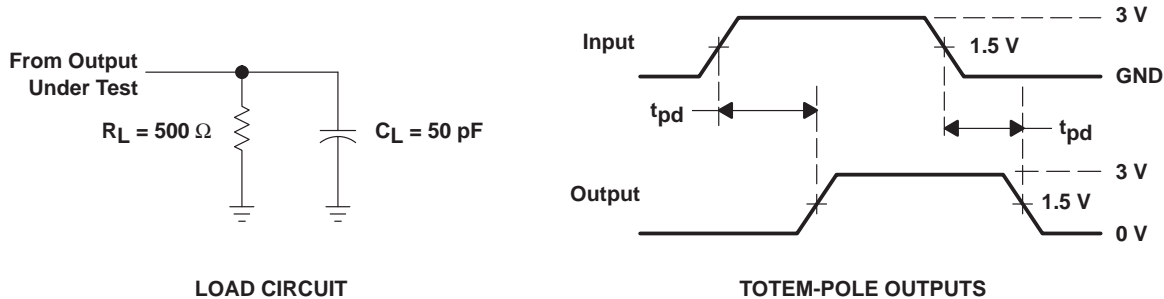 From Output
Under Test
RL = 500 Ω
CL = 50 pF
LOAD CIRCUIT
Input
3 V
1.5 V
GND
tpd
tpd
Output
3 V
1.5 V
0 V
TOTEM-POLE OUTPUTS